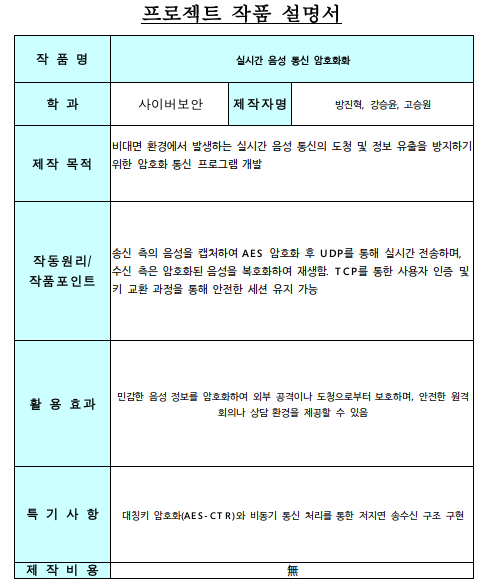 프로젝트 작품 설명서
작 품 명
실시간 음성 통신 암호화화
학 과
사이버보안
제작자명
방진혁, 강승윤, 고승원
제작 목적
비대면 환경에서 발생하는 실시간 음성 통신의 도청 및 정보 유출을 방지하기
위한 암호화 통신 프로그램 개발
작동원리/
작품포인트
송신 측의 음성을 캡처하여 AES 암호화 후 UDP를 통해 실시간 전송하며,
수신 측은 암호화된 음성을 복호화하여 재생함. TCP를 통한 사용자 인증 및
키 교환 과정을 통해 안전한 세션 유지 가능
활 용 효과
민감한 음성 정보를 암호화하여 외부 공격이나 도청으로부터 보호하며, 안전한 원격
회의나 상담 환경을 제공할 수 있음
특 기 사 항
대칭키 암호화(AES-CTR)와 비동기 통신 처리를 통한 저지연 송수신 구조 구현
제 작 비 용
無